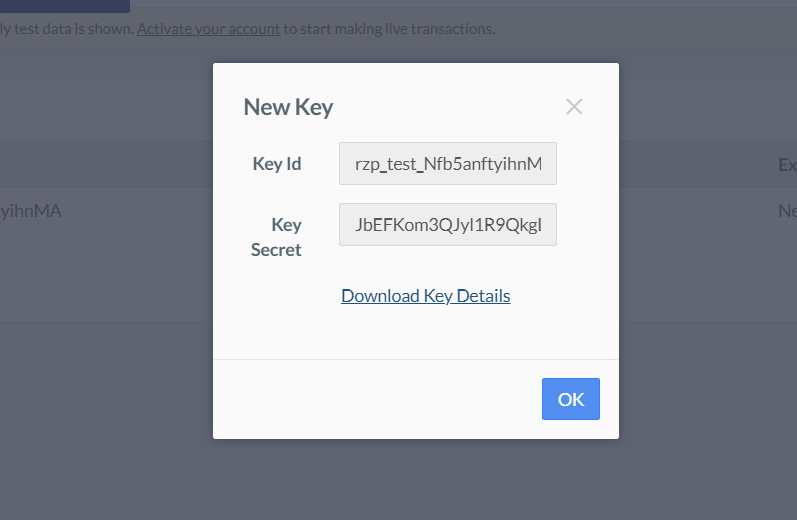 ly test data is shown. Activate your account to start making live transactions.
New Key
Key Id
rzp_test_Nfb5anftyihnM
Ex
Key
Secret
JbEFKom3QJyl1R9Qkgl
yihnMA
Ne
Download Key Details
OK